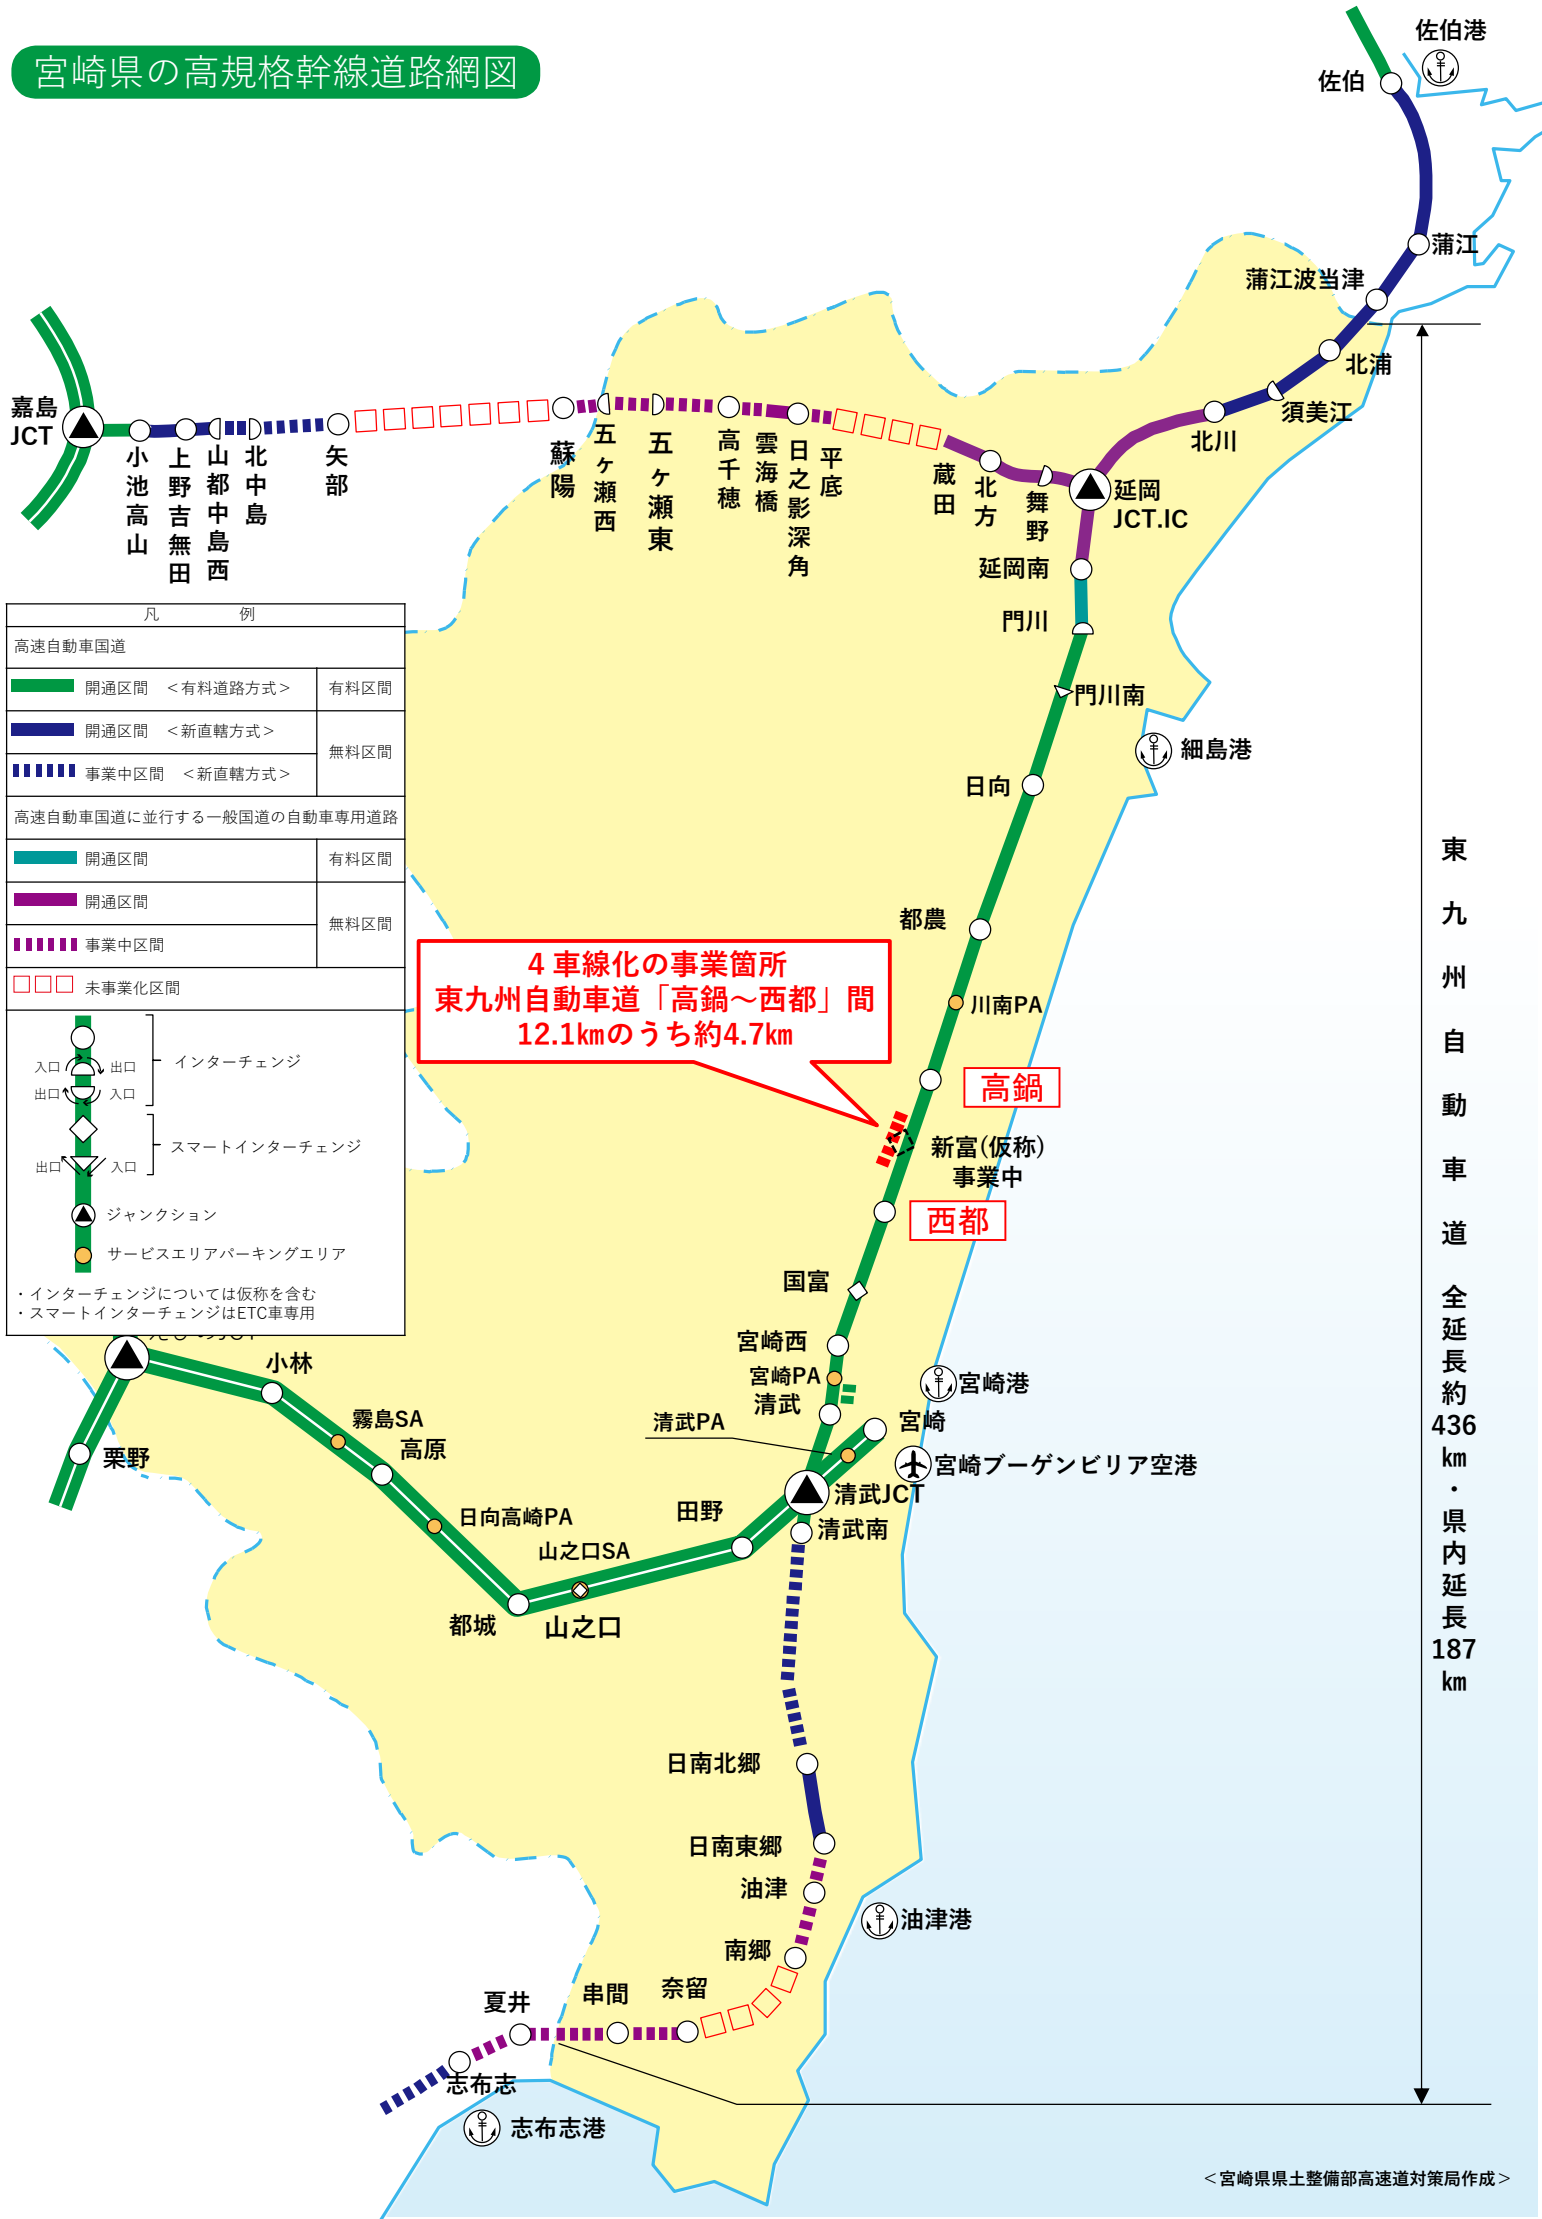 宮崎県の高規格幹線道路網図
佐伯港
佐伯
蒲江
蒲江波当津
北浦
須美江
北川
嘉島
JCT
小池高山
上野吉無田
山都中島西
北中島
矢部
蘇陽
五ヶ瀬西
五ヶ瀬東
高千穂
雲海橋
日之影深角
平底
蔵田
北方
舞野
延岡
JCT.IC
延岡南
門川
門川南
細島港
日向
都農
川南PA
4車線化の事業箇所
東九州自動車道「高鍋～西都」間
12.1kmのうち約4.7km
高鍋
新富(仮称)
事業中
西都
国富
宮崎西
宮崎PA
清武
宮崎港
清武PA
宮崎
宮崎ブーゲンビリア空港
清武JCT
清武南
田野
小林
霧島SA
高原
栗野
日向高崎PA
山之口SA
都城
山之口
日南北郷
日南東郷
油津
油津港
南郷
奈留
串間
夏井
志布志
志布志港
東九州自動車道 全延長約436km・県内延長187km
凡 例
高速自動車国道
開通区間 ＜有料道路方式＞ 有料区間
開通区間 ＜新直轄方式＞
無料区間
事業中区間 ＜新直轄方式＞
高速自動車国道に並行する一般国道の自動車専用道路
開通区間 有料区間
開通区間
無料区間
事業中区間
未事業化区間
インターチェンジ
入口 出口
出口 入口
スマートインターチェンジ
出口 入口
ジャンクション
サービスエリアパーキングエリア
・インターチェンジについては仮称を含む
・スマートインターチェンジはETC車専用
＜宮崎県県土整備部高速道対策局作成＞